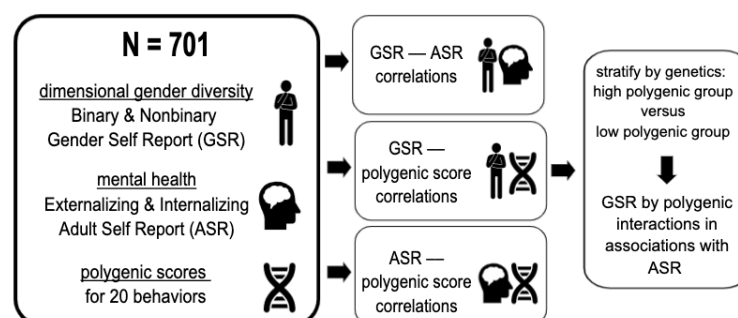 N = 701
dimensional gender diversity
Binary & Nonbinary
Gender Self Report (GSR)
mental health
Externalizing & Internalizing
Adult Self Report (ASR)
polygenic scores
for 20 behaviors
GSR — ASR
correlations
GSR —
polygenic score
correlations
ASR —
polygenic score
correlations
stratify by genetics:
high polygenic group
versus
low polygenic group
GSR by polygenic
interactions in
associations with
ASR